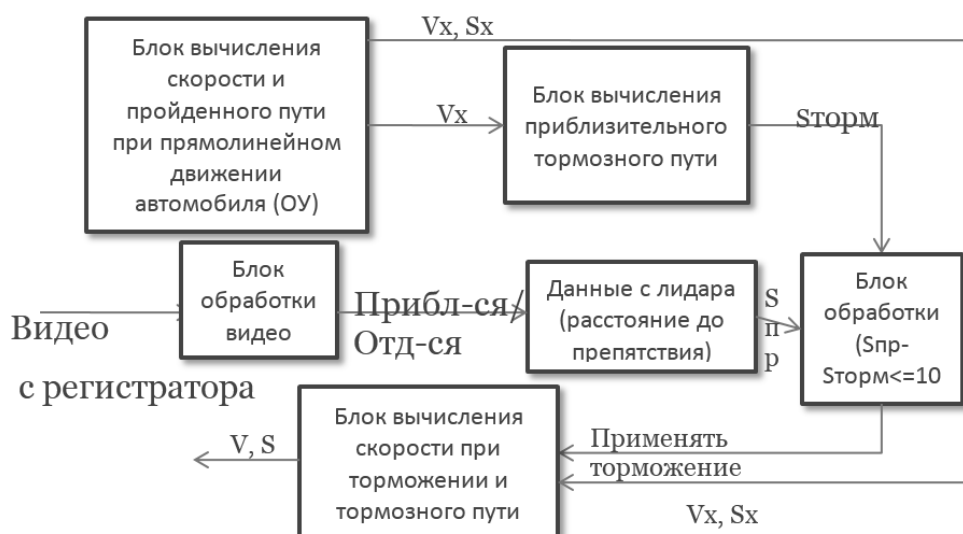 Vx, Sx
Блок вычисления
скорости и
пройденного пути
при прямолинейном
движении
автомобиля (ОУ)
Vx
Блок вычисления
приблизительного
тормозного пути
Sторм
Видео
с регистратора
Блок
обработки
видео
Прибл-ся/
Отд-ся
Данные с лидара
(расстояние до
препятствия)
S
п
р
Блок
обработки
(Sпр-
Sторм<=10
Применять
торможение
Vx, Sx
Блок вычисления
скорости при
торможении и
тормозного пути
V, S